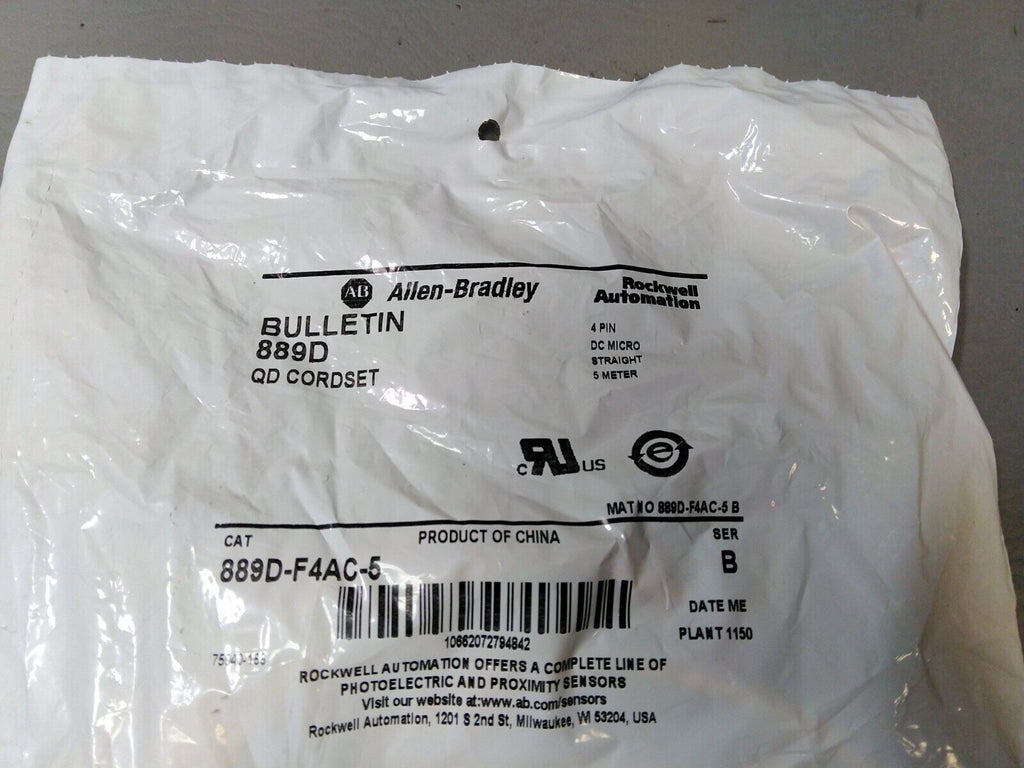 AB Allen-Bradley
Rockwell
Automation
BULLETIN
889D
QD CORDSET
4 PIN
DC MICRO
STRAIGHT
5 METER
c RU US
e
MAT NO 889D-F4AC-5 B
CAT
PRODUCT OF CHINA
SER
889D-F4AC-5
B
DATE ME
PLANT 1150
10662072794842
ROCKWELL AUTOMATION OFFERS A COMPLETE LINE OF
PHOTOELECTRIC AND PROXIMITY SENSORS
Visit our website at:www.ab.com/sensors
Rockwell Automation, 1201 S 2nd St, Milwaukee, WI 53204, USA